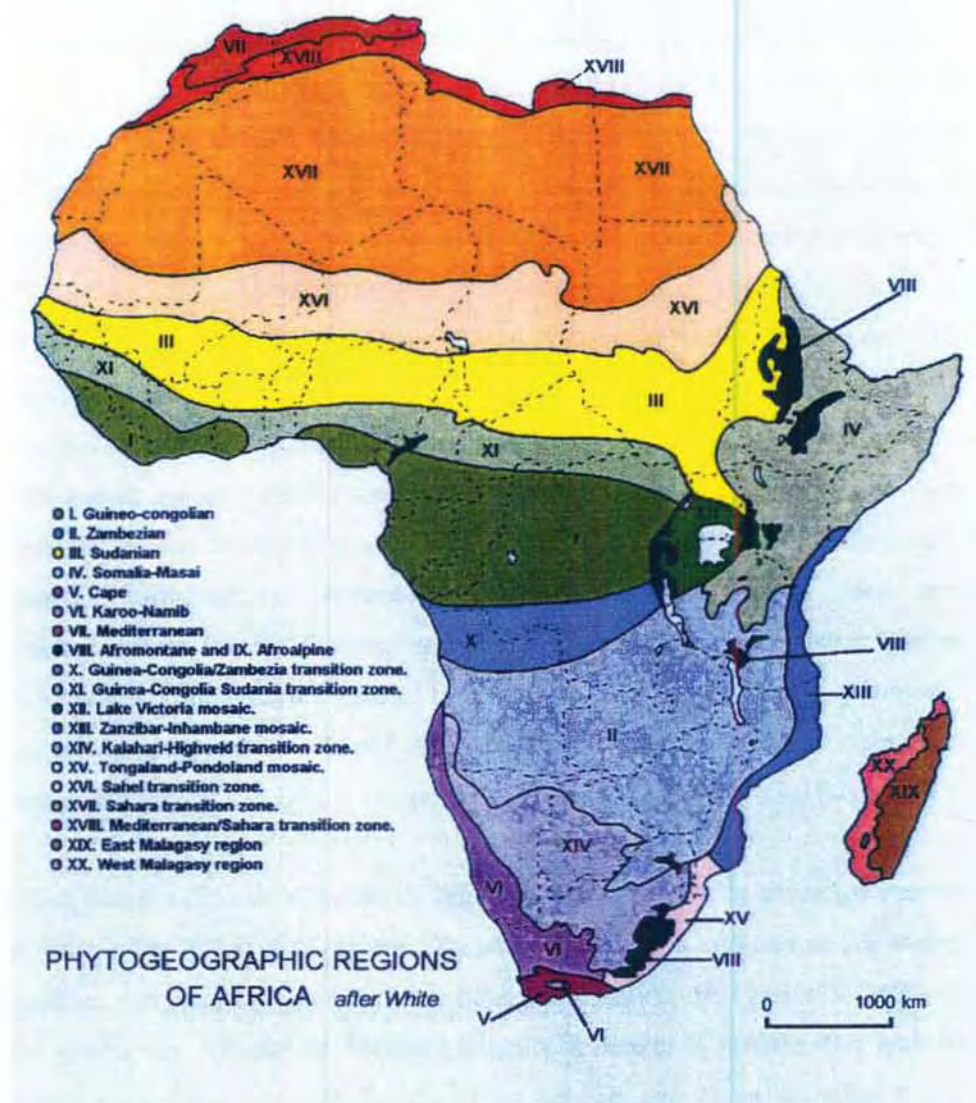 VII
XVIII
XVIII
XVII
XVII
VIII
XVI
XVI
III
XI
III
IV
I
XI
I. Guineo-congolian
II. Zambezian
III. Sudanian
IV. Somalia-Masai
V. Cape
VI. Karoo-Namib
VII. Mediterranean
VIII. Afromontane and IX. Afroalpine
X. Guinea-Congolia/Zambezia transition zone.
XI. Guinea-Congolia Sudania transition zone.
XII. Lake Victoria mosaic.
XIII. Zanzibar-Inhambane mosaic.
XIV. Kalahari-Highveld transition zone.
XV. Tongaland-Pondoland mosaic.
XVI. Sahel transition zone.
XVII. Sahara transition zone.
XVIII. Mediterranean/Sahara transition zone.
XIX. East Malagasy region
XX. West Malagasy region
X
VIII
XIII
II
XX
XIX
XIV
VI
XV
VI
VIII
V
VI
PHYTOGEOGRAPHIC REGIONS
OF AFRICA after White
0 1000 km